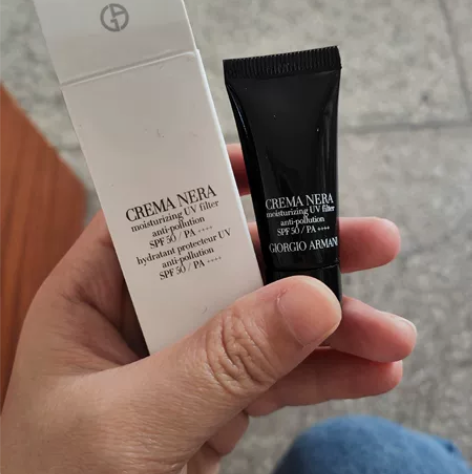 CREMA NERA
moisturizing UV filter
anti-pollution
SPF 50 / PA ++++
hydratant protecteur UV
anti-pollution
SPF 50 / PA ++++
CREMA NERA
moisturizing UV filter
anti-pollution
SPF 50 / PA ++++
GIORGIO ARMANI